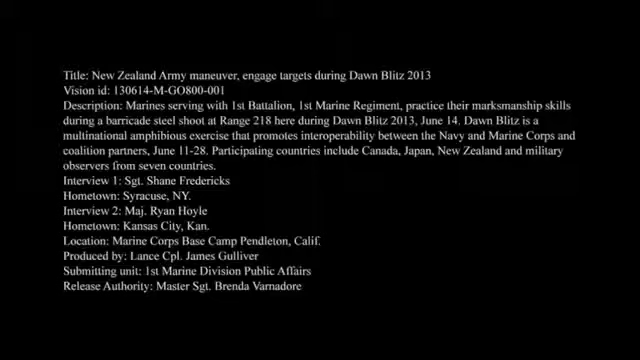 Title: New Zealand Army maneuver, engage targets during Dawn Blitz 2013
Vision id: 130614-M-GO800-001
Description: Marines serving with 1st Battalion, 1st Marine Regiment, practice their marksmanship skills
during a barricade steel shoot at Range 218 here during Dawn Blitz 2013, June 14. Dawn Blitz is a
multinational amphibious exercise that promotes interoperability between the Navy and Marine Corps and
coalition partners, June 11-28. Participating countries include Canada, Japan, New Zealand and military
observers from seven countries.
Interview 1: Sgt. Shane Fredericks
Hometown: Syracuse, NY.
Interview 2: Maj. Ryan Hoyle
Hometown: Kansas City, Kan.
Location: Marine Corps Base Camp Pendleton, Calif.
Produced by: Lance Cpl. James Gulliver
Submitting unit: 1st Marine Division Public Affairs
Release Authority: Master Sgt. Brenda Varnadore